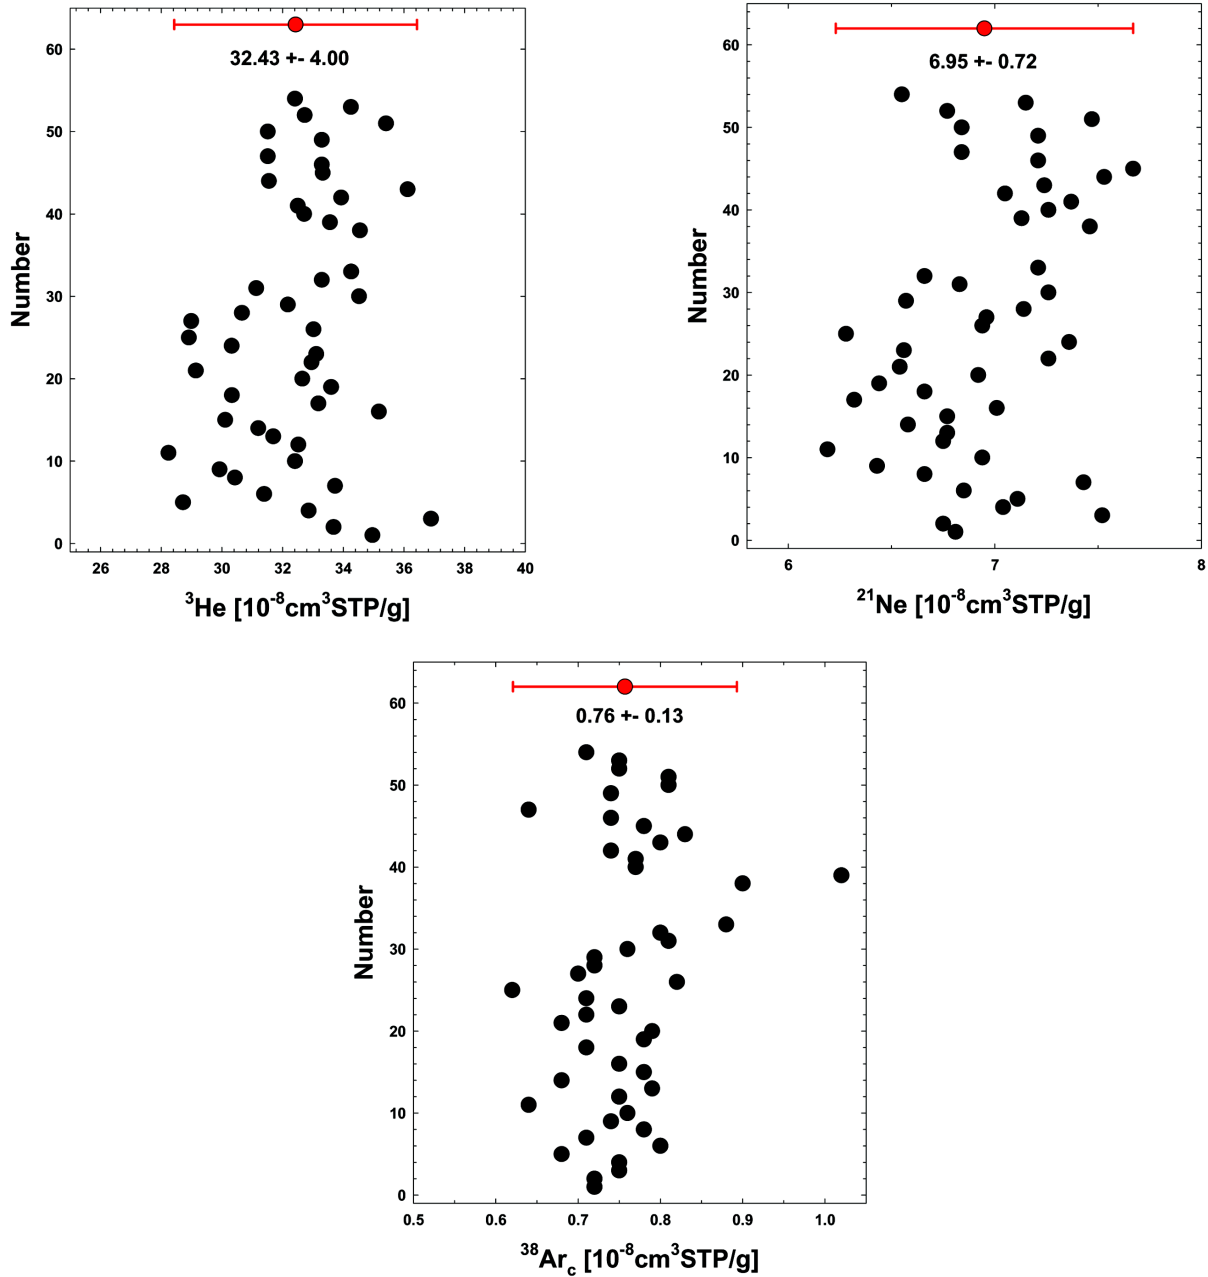 32.43 +- 4.00
60
50
40
30
20
10
0
Number
26 28 30 32 34 36 38 40
³He [10⁻⁸cm³STP/g]
6.95 +- 0.72
60
50
40
30
20
10
0
Number
6 7 8
²¹Ne [10⁻⁸cm³STP/g]
0.76 +- 0.13
60
50
40
30
20
10
0
Number
0.5 0.6 0.7 0.8 0.9 1.0
³⁸Ar_c [10⁻⁸cm³STP/g]